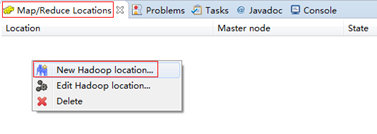 Map/Reduce Locations Problems Tasks @ Javadoc Console
Location Master node State
New Hadoop location...
Edit Hadoop location...
Delete